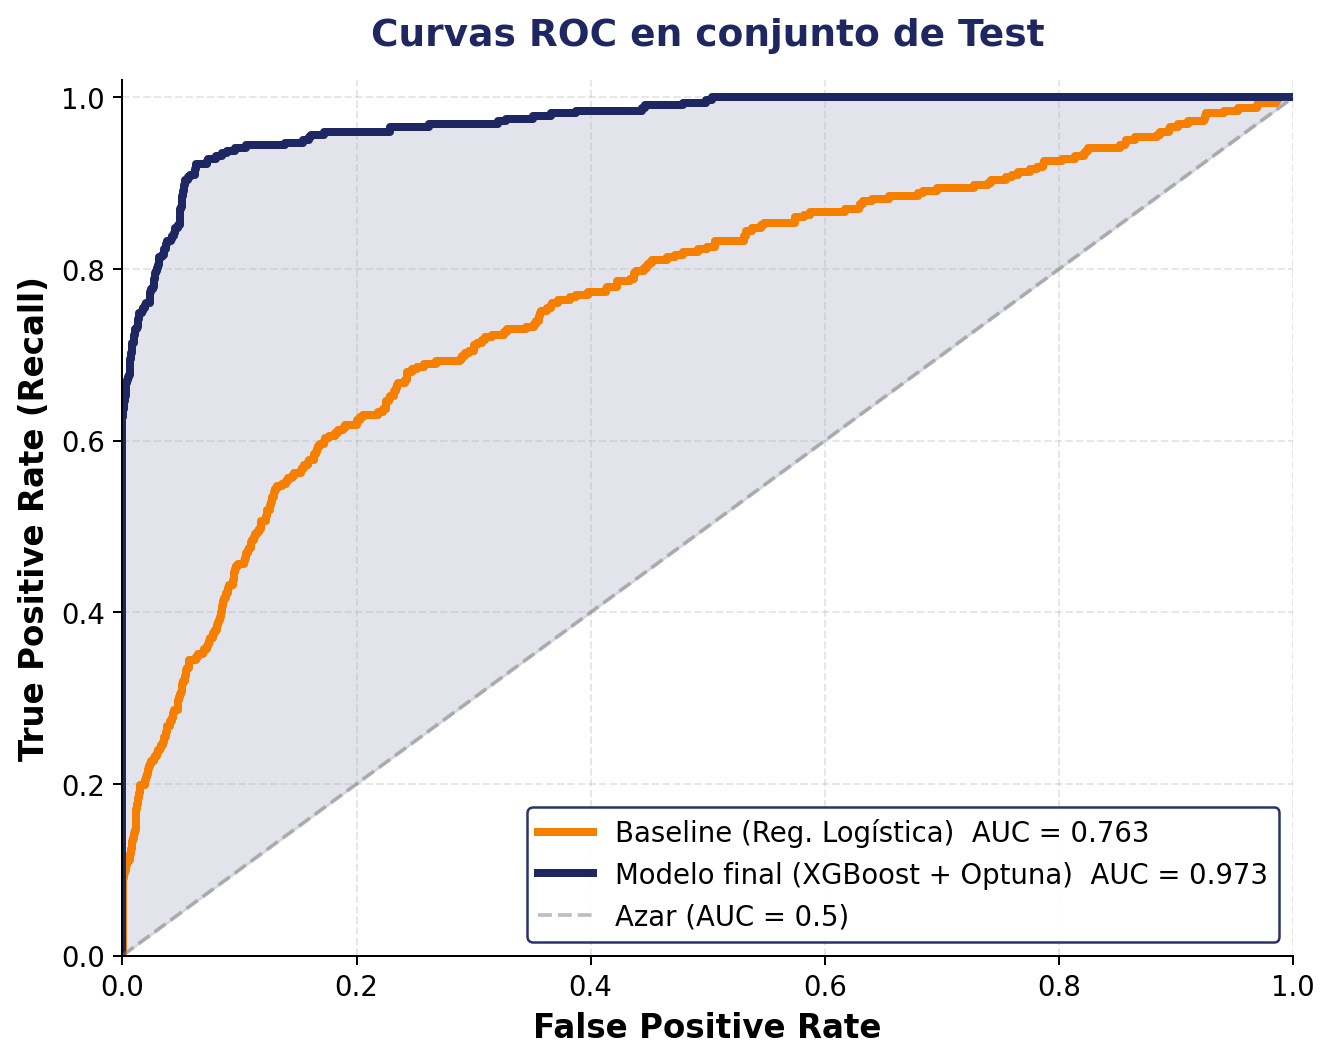 Curvas ROC en conjunto de Test
True Positive Rate (Recall)
1.0
0.8
0.6
0.4
0.2
0.0
Baseline (Reg. Logística) AUC = 0.763
Modelo final (XGBoost + Optuna) AUC = 0.973
Azar (AUC = 0.5)
0.0 0.2 0.4 0.6 0.8 1.0
False Positive Rate